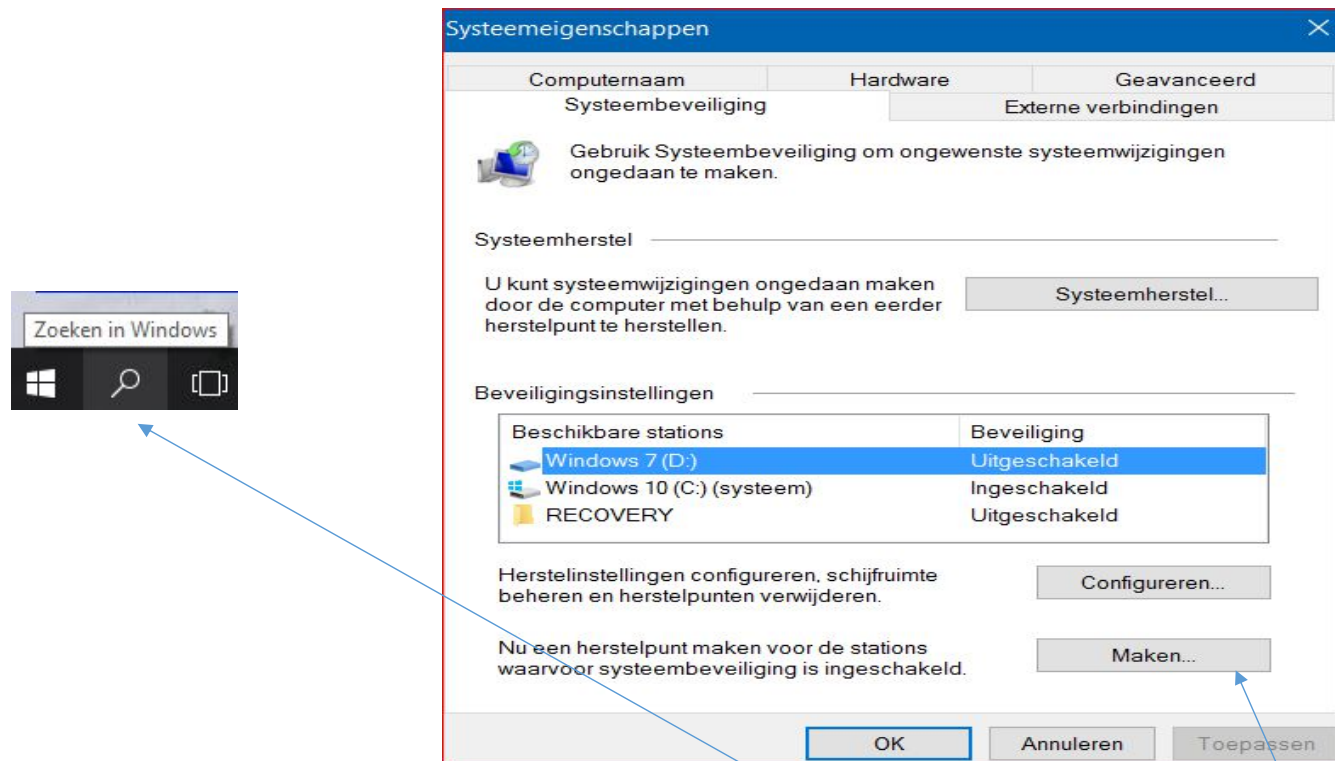 Systeemeigenschappen
Computernaam Hardware Geavanceerd
Systeembeveiliging Externe verbindingen
Gebruik Systeembeveiliging om ongewenste systeemwijzigingen
ongedaan te maken.
Systeemherstel
U kunt systeemwijzigingen ongedaan maken
door de computer met behulp van een eerder
herstelpunt te herstellen.
Systeemherstel...
Zoeken in Windows
Beveiligingsinstellingen
Beschikbare stations Beveiliging
Windows 7 (D:) Uitgeschakeld
Windows 10 (C:) (systeem) Ingeschakeld
RECOVERY Uitgeschakeld
Herstelinstellingen configureren, schijfruimte
beheren en herstelpunten verwijderen.
Configureren...
Nu een herstelpunt maken voor de stations
waarvoor systeembeveiliging is ingeschakeld.
Maken...
OK Annuleren Toepassen